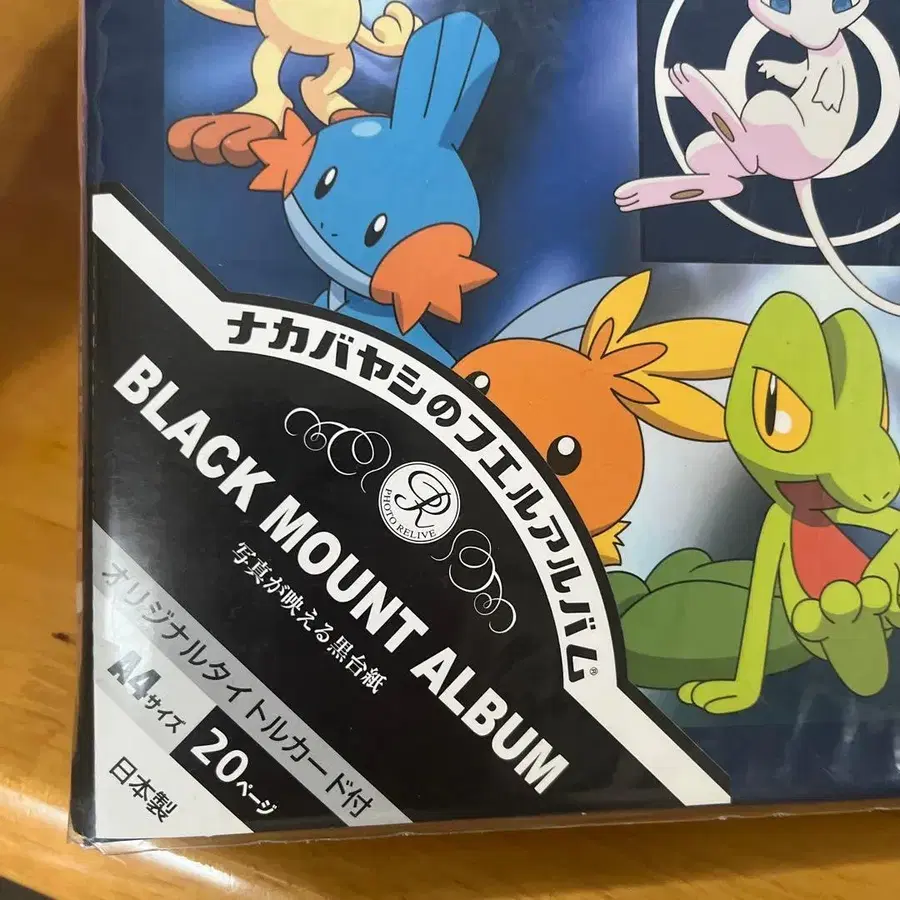 ナカバヤシのフエルアルバム®
BLACK MOUNT ALBUM
R
PHOTO RELIVE
写真が映える黒台紙
オリジナルタイトルカード付
A4サイズ
20ページ
日本製